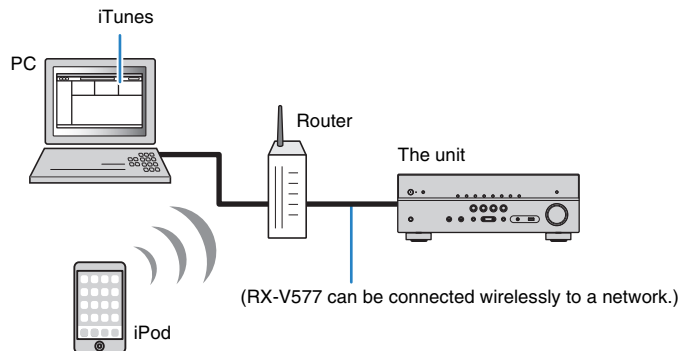 iTunes
PC
Router
The unit
(RX-V577 can be connected wirelessly to a network.)
iPod